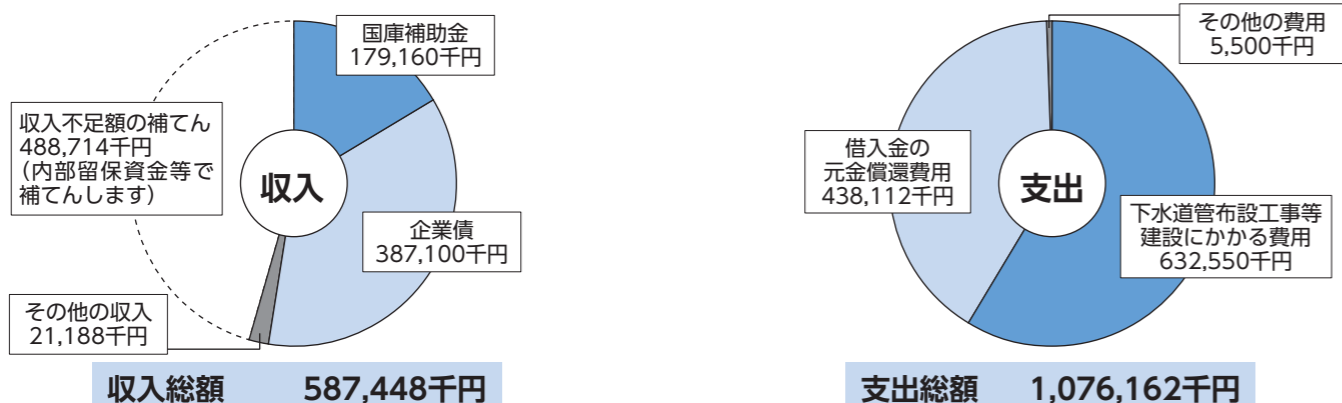 国庫補助金
179,160千円
収入不足額の補てん
488,714千円
(内部留保資金等で
補てんします)
収入
企業債
387,100千円
その他の収入
21,188千円
収入総額 587,448千円
その他の費用
5,500千円
借入金の
元金償還費用
438,112千円
支出
下水道管布設工事等
建設にかかる費用
632,550千円
支出総額 1,076,162千円